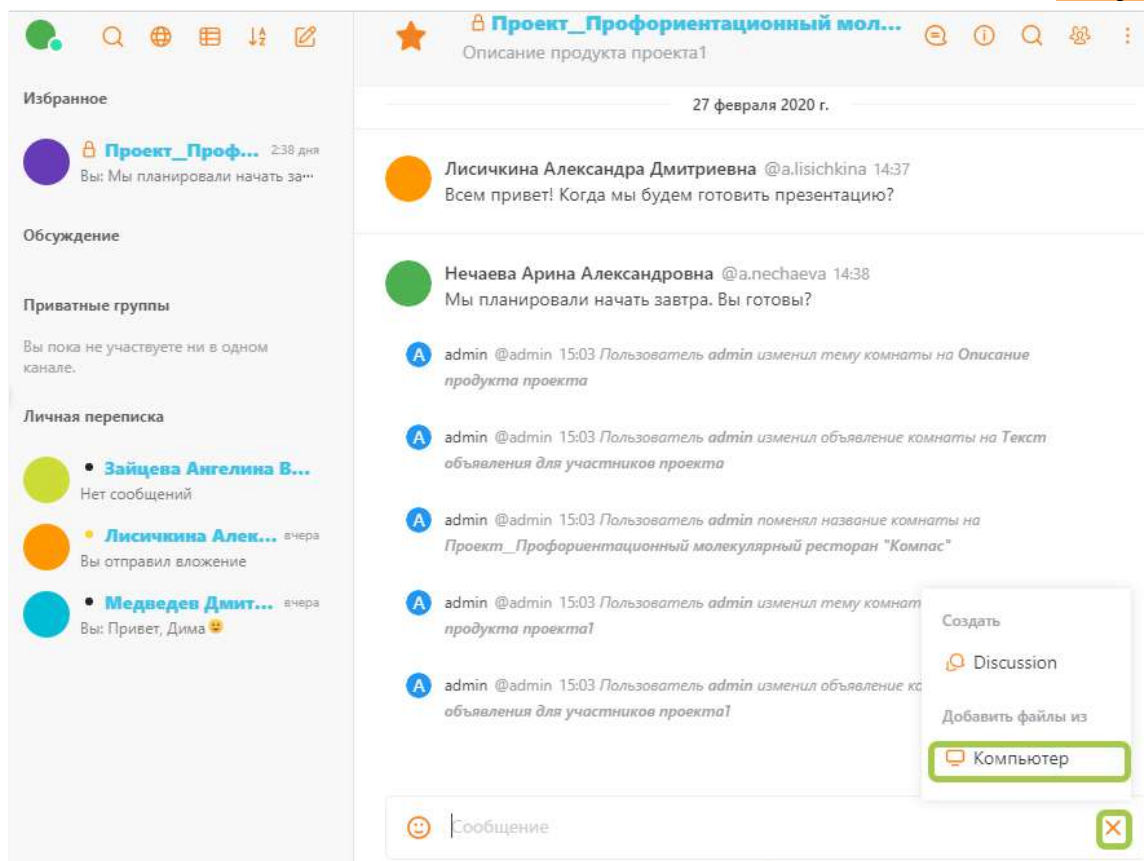 Избранное
Проект_Проф... 2:38 дня
Вы: Мы планировали начать за...
Обсуждение
Приватные группы
Вы пока не участвуете ни в одном
канале.
Личная переписка
Зайцева Ангелина В...
Нет сообщений
Лисичкина Алек... вчера
Вы отправил вложение
Медведев Дмит... вчера
Вы: Привет, Дима
Проект_Профориентационный мол...
Описание продукта проекта1
27 февраля 2020 г.
Лисичкина Александра Дмитриевна @a.lisichkina 14:37
Всем привет! Когда мы будем готовить презентацию?
Нечаева Арина Александровна @a.nechaeva 14:38
Мы планировали начать завтра. Вы готовы?
A admin @admin 15:03 Пользователь admin изменил тему комнаты на Описание
продукта проекта
A admin @admin 15:03 Пользователь admin изменил объявление комнаты на Текст
объявления для участников проекта
A admin @admin 15:03 Пользователь admin поменял название комнаты на
Проект_Профориентационный молекулярный ресторан "Компас"
A admin @admin 15:03 Пользователь admin изменил тему комнат
продукта проекта1
A admin @admin 15:03 Пользователь admin изменил объявление ко
объявления для участников проекта1
Создать
Discussion
Добавить файлы из
Компьютер
Сообщение